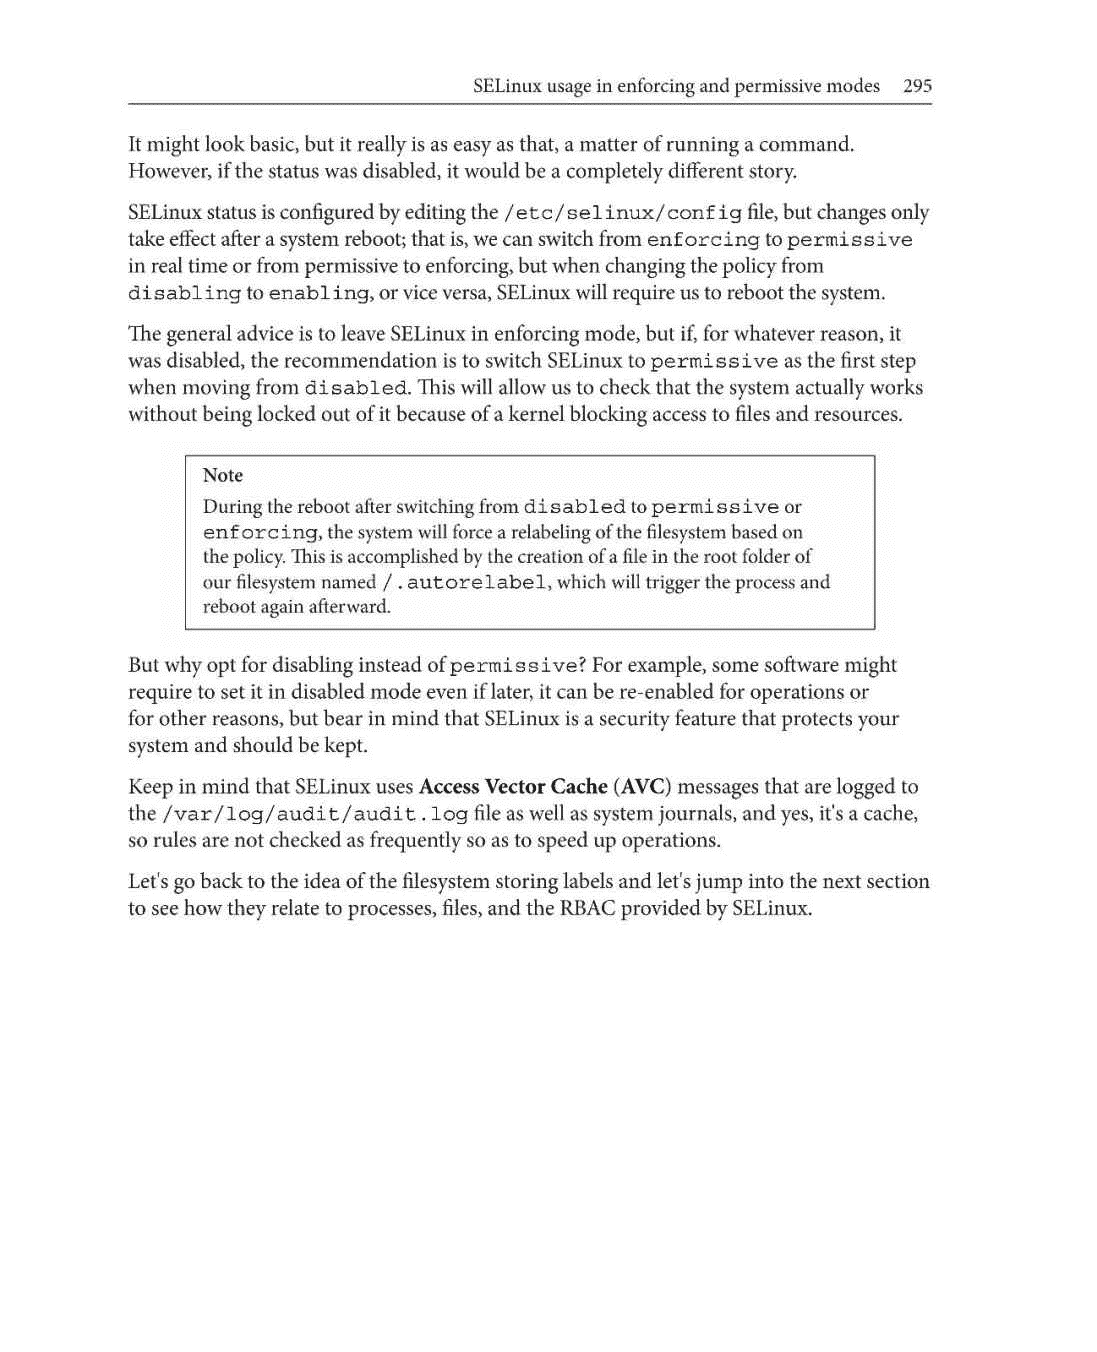 SELinux usage in enforcing and permissive modes 295
It might look basic, but it really is as easy as that, a matter of running a command.
However, if the status was disabled, it would be a completely different story.
SELinux status is configured by editing the /etc/selinux/config file, but changes only
take effect after a system reboot; that is, we can switch from enforcing to permissive
in real time or from permissive to enforcing, but when changing the policy from
disabling to enabling, or vice versa, SELinux will require us to reboot the system.
The general advice is to leave SELinux in enforcing mode, but if, for whatever reason, it
was disabled, the recommendation is to switch SELinux to permissive as the first step
when moving from disabled. This will allow us to check that the system actually works
without being locked out of it because of a kernel blocking access to files and resources.
Note
During the reboot after switching from disabled to permissive or
enforcing, the system will force a relabeling of the filesystem based on
the policy. This is accomplished by the creation of a file in the root folder of
our filesystem named /.autorelabel, which will trigger the process and
reboot again afterward.
But why opt for disabling instead of permissive? For example, some software might
require to set it in disabled mode even if later, it can be re-enabled for operations or
for other reasons, but bear in mind that SELinux is a security feature that protects your
system and should be kept.
Keep in mind that SELinux uses Access Vector Cache (AVC) messages that are logged to
the /var/log/audit/audit.log file as well as system journals, and yes, it's a cache,
so rules are not checked as frequently so as to speed up operations.
Let's go back to the idea of the filesystem storing labels and let's jump into the next section
to see how they relate to processes, files, and the RBAC provided by SELinux.